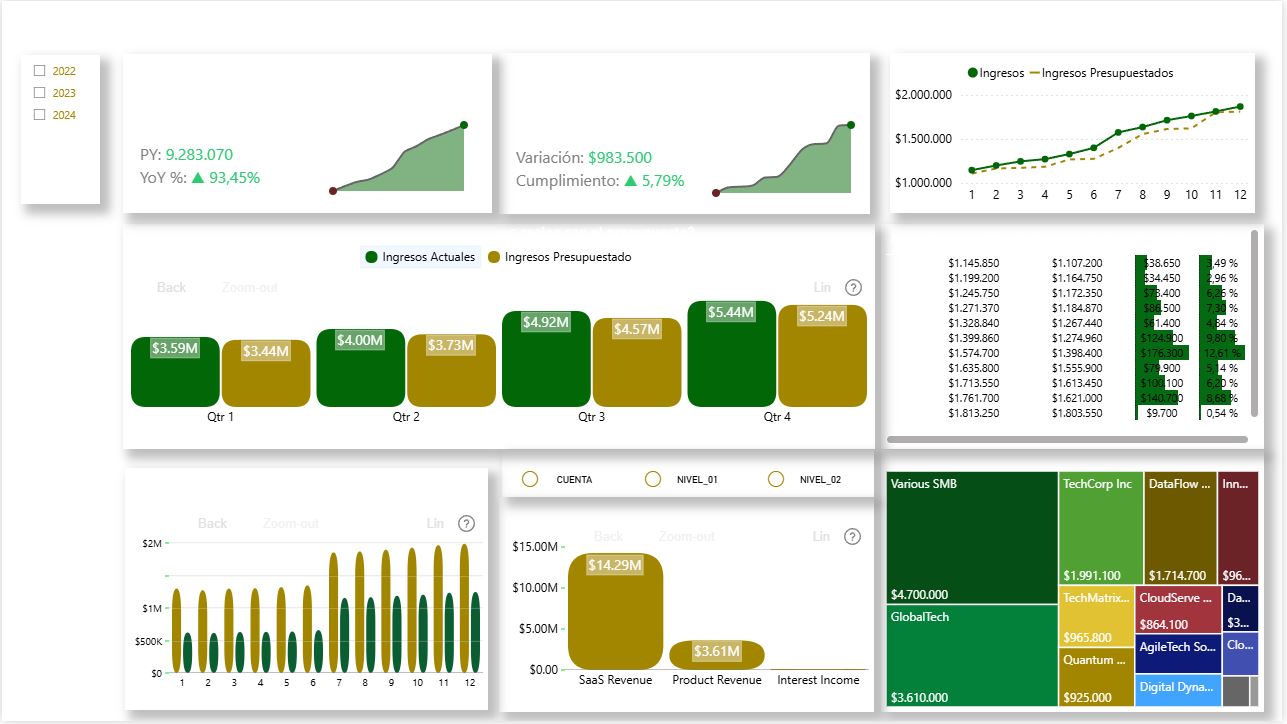 2022
2023
2024
PY: 9.283.070
YoY %: ▲ 93,45%
Variación: $983.500
Cumplimiento: ▲ 5,79%
Ingresos Ingresos Presupuestados
$2.000.000
$1.500.000
$1.000.000
1 2 3 4 5 6 7 8 9 10 11 12
Ingresos Actuales Ingresos Presupuestado
Back Zoom-out Lin ?
$3.59M $3.44M $4.00M $3.73M $4.92M $4.57M $5.44M $5.24M
Qtr 1 Qtr 2 Qtr 3 Qtr 4
$1.145.850 $1.107.200 $38.650 3,49 %
$1.199.200 $1.164.750 $34.450 2,96 %
$1.245.750 $1.172.350 $73.400 6,26 %
$1.271.370 $1.184.870 $86.500 7,30 %
$1.328.840 $1.267.440 $61.400 4,84 %
$1.399.860 $1.274.960 $124.900 9,80 %
$1.574.700 $1.398.400 $176.300 12,61 %
$1.635.800 $1.555.900 $79.900 5,14 %
$1.713.550 $1.613.450 $100.100 6,20 %
$1.761.700 $1.621.000 $140.700 8,68 %
$1.813.250 $1.803.550 $9.700 0,54 %
Back Zoom-out Lin ?
$2M
$1M
$500K
$0
1 2 3 4 5 6 7 8 9 10 11 12
CUENTA NIVEL_01 NIVEL_02
Back Zoom-out Lin ?
$15.00M
$10.00M
$5.00M
$0.00
$14.29M
$3.61M
SaaS Revenue Product Revenue Interest Income
Various SMB
$4.700.000
GlobalTech
$3.610.000
TechCorp Inc
$1.991.100
DataFlow ...
$1.714.700
Inn...
$96...
TechMatrix...
$965.800
Quantum ...
$925.000
CloudServe ...
$864.100
AgileTech So...
Digital Dyna...
Da...
$3...
Clo...